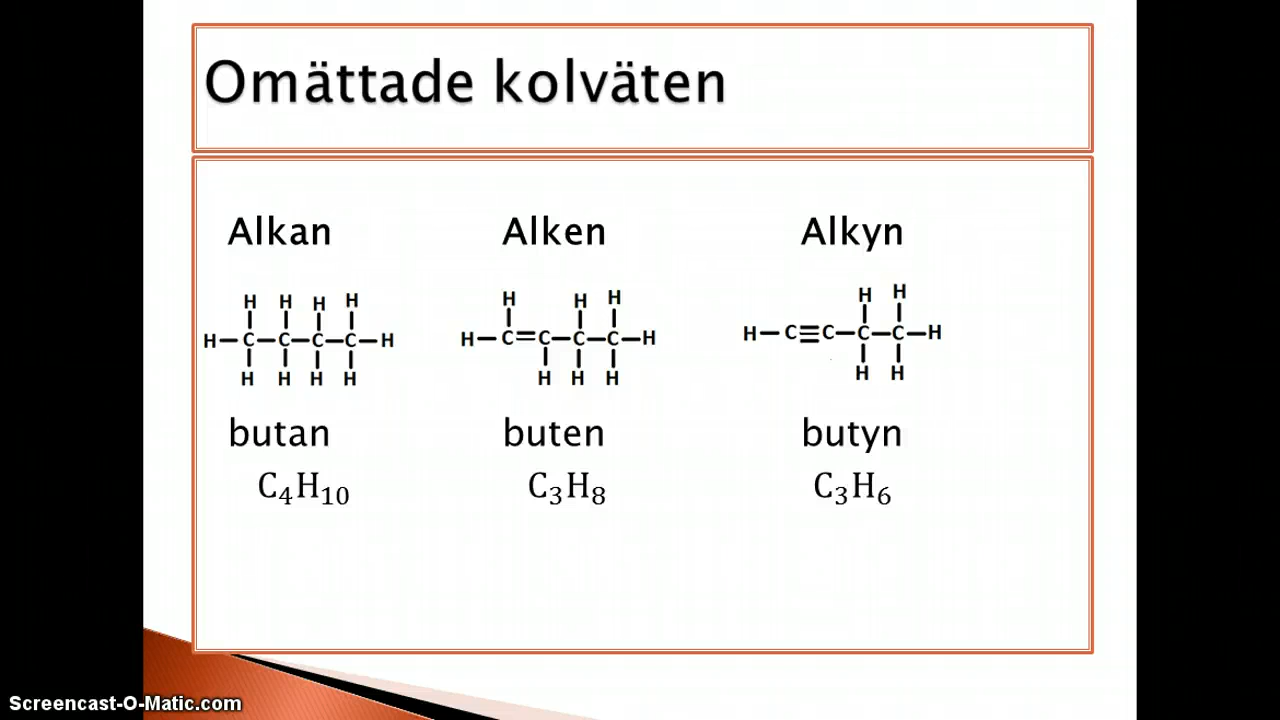 Omättade kolväten
Alkan Alken Alkyn
H H H H H H H H H
H–C–C–C–C–H H–C=C–C–C–H H–C≡C–C–C–H
H H H H H H H H H
butan buten butyn
C₄H₁₀ C₃H₈ C₃H₆
Screencast-O-Matic.com